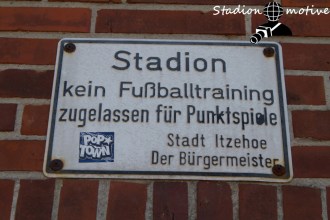 Stadion motive
Stadion
kein Fußballtraining
zugelassen für Punktspiele
POP
TOWN
Stadt Itzehoe
Der Bürgermeister